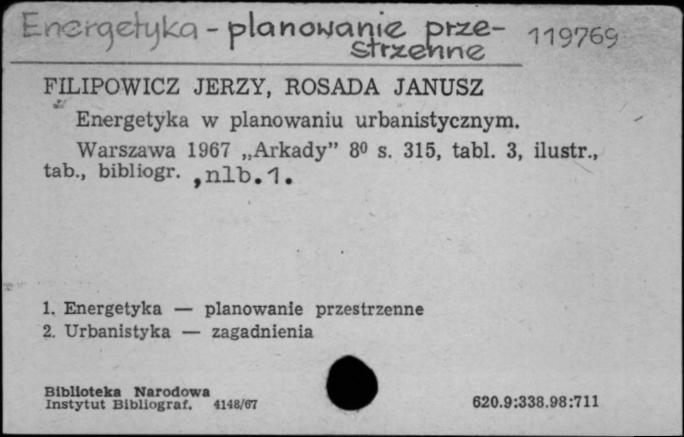 Energetyka - planowanie prze-
strzenne
119769
FILIPOWICZ JERZY, ROSADA JANUSZ
Energetyka w planowaniu urbanistycznym.
Warszawa 1967 „Arkady” 8⁰ s. 315, tabl. 3, ilustr.,
tab., bibliogr. , nlb. 1.
1. Energetyka — planowanie przestrzenne
2. Urbanistyka — zagadnienia
Biblioteka Narodowa
Instytut Bibliograf. 4148/67
620.9:338.98:711